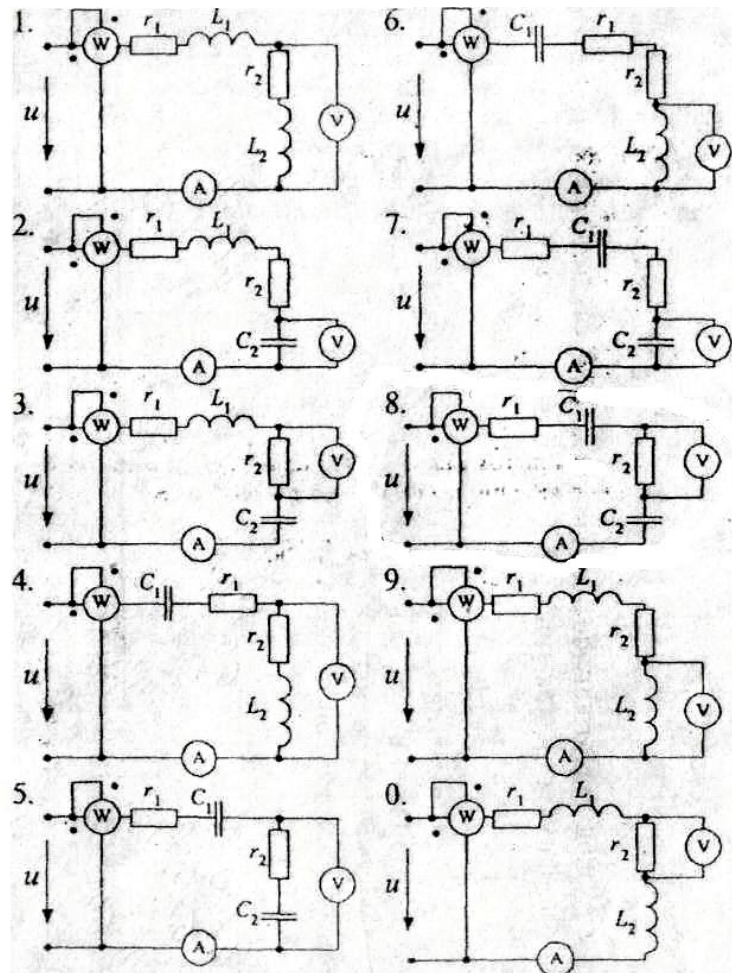 1.
W
r₁
L₁
r₂
L₂
u
V
A
2.
W
r₁
L₁
r₂
C₂
u
V
A
3.
W
r₁
L₁
r₂
C₂
u
V
A
4.
W
C₁
r₁
r₂
L₂
u
V
A
5.
W
r₁
C₁
r₂
C₂
u
V
A
6.
W
C₁
r₁
r₂
L₂
u
V
A
7.
W
r₁
C₁
r₂
C₂
u
V
A
8.
W
r₁
C₁
r₂
C₂
u
V
A
9.
W
r₁
L₁
r₂
L₂
u
V
A
0.
W
r₁
L₁
r₂
L₂
u
V
A